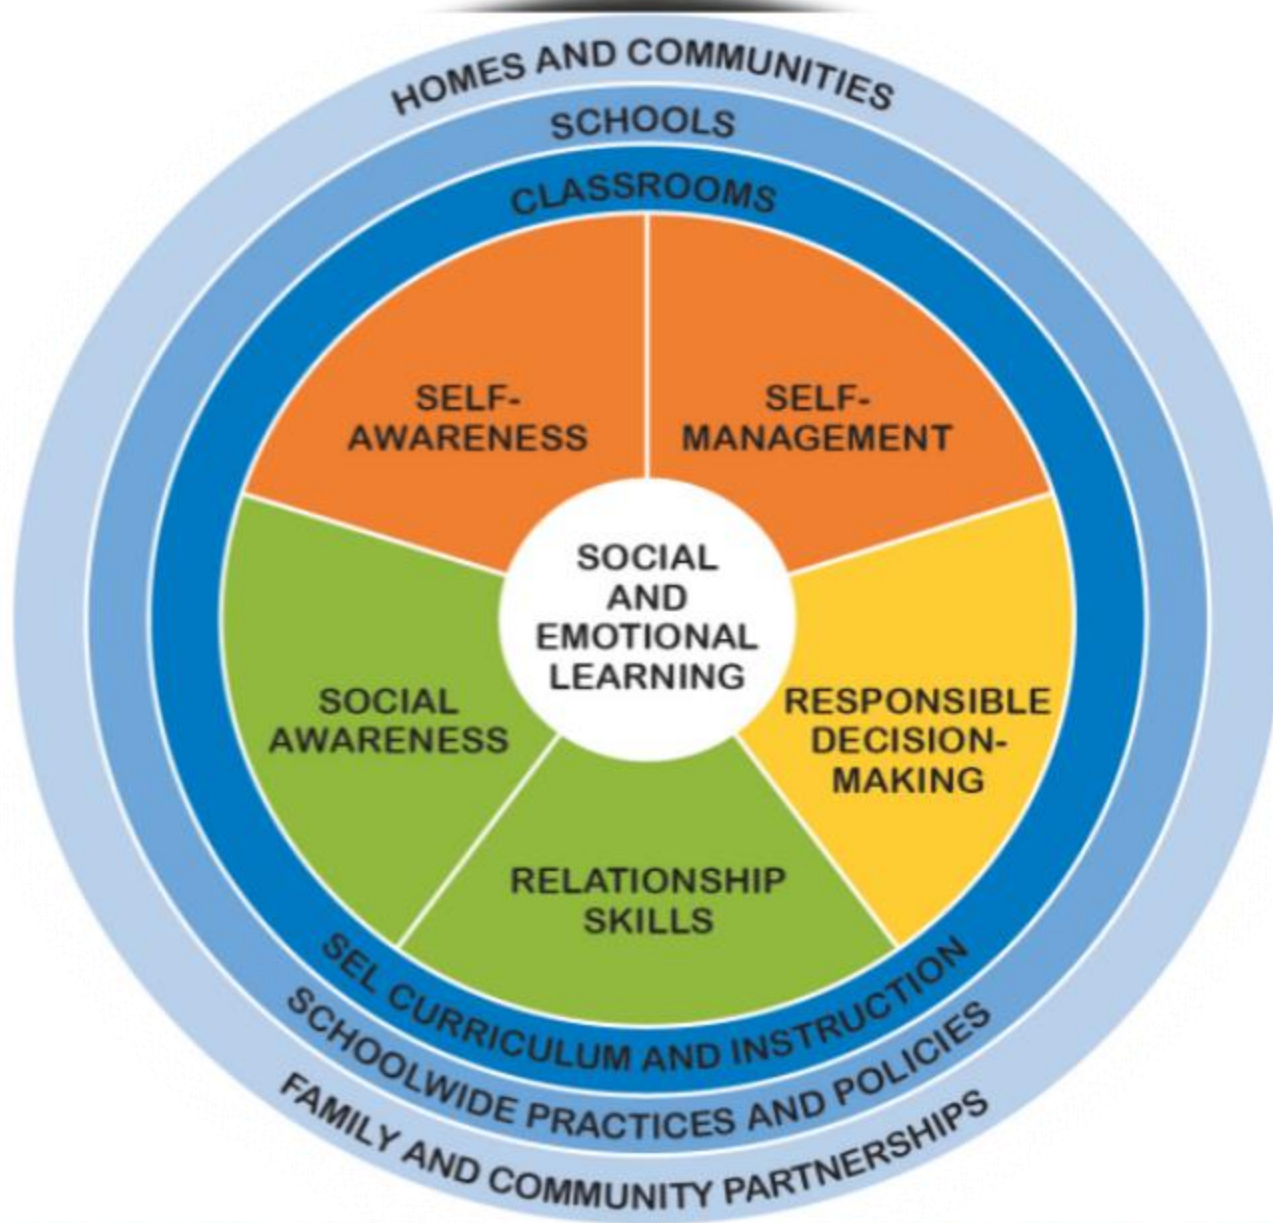 HOMES AND COMMUNITIES
SCHOOLS
CLASSROOMS
SELF-
AWARENESS
SELF-
MANAGEMENT
SOCIAL
AND
EMOTIONAL
LEARNING
SOCIAL
AWARENESS
RESPONSIBLE
DECISION-
MAKING
RELATIONSHIP
SKILLS
SEL CURRICULUM AND INSTRUCTION
SCHOOLWIDE PRACTICES AND POLICIES
FAMILY AND COMMUNITY PARTNERSHIPS